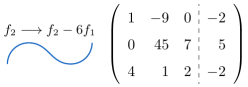 f₂ ⟶ f₂ − 6f₁
1 −9 0 −2
0 45 7 5
4 1 2 −2